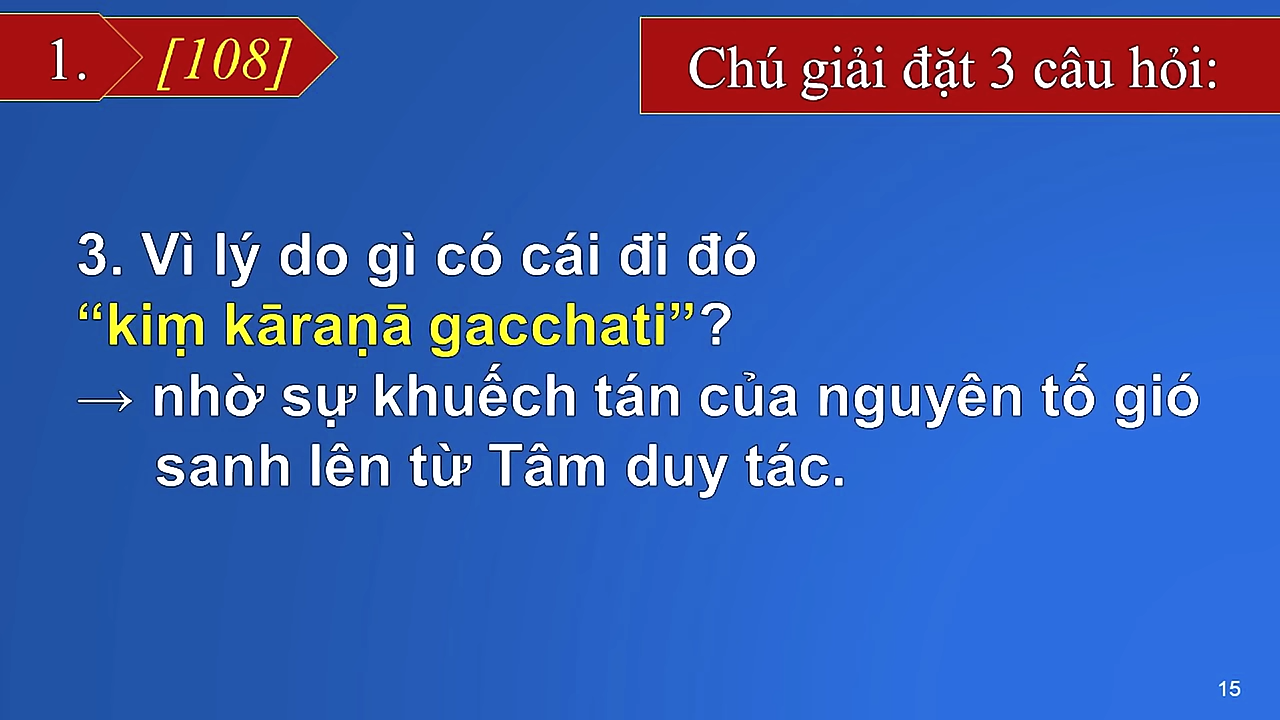 1. [108]
Chú giải đặt 3 câu hỏi:
3. Vì lý do gì có cái đi đó
“kiṃ kāraṇā gacchati”?
→ nhờ sự khuếch tán của nguyên tố gió
sanh lên từ Tâm duy tác.
15